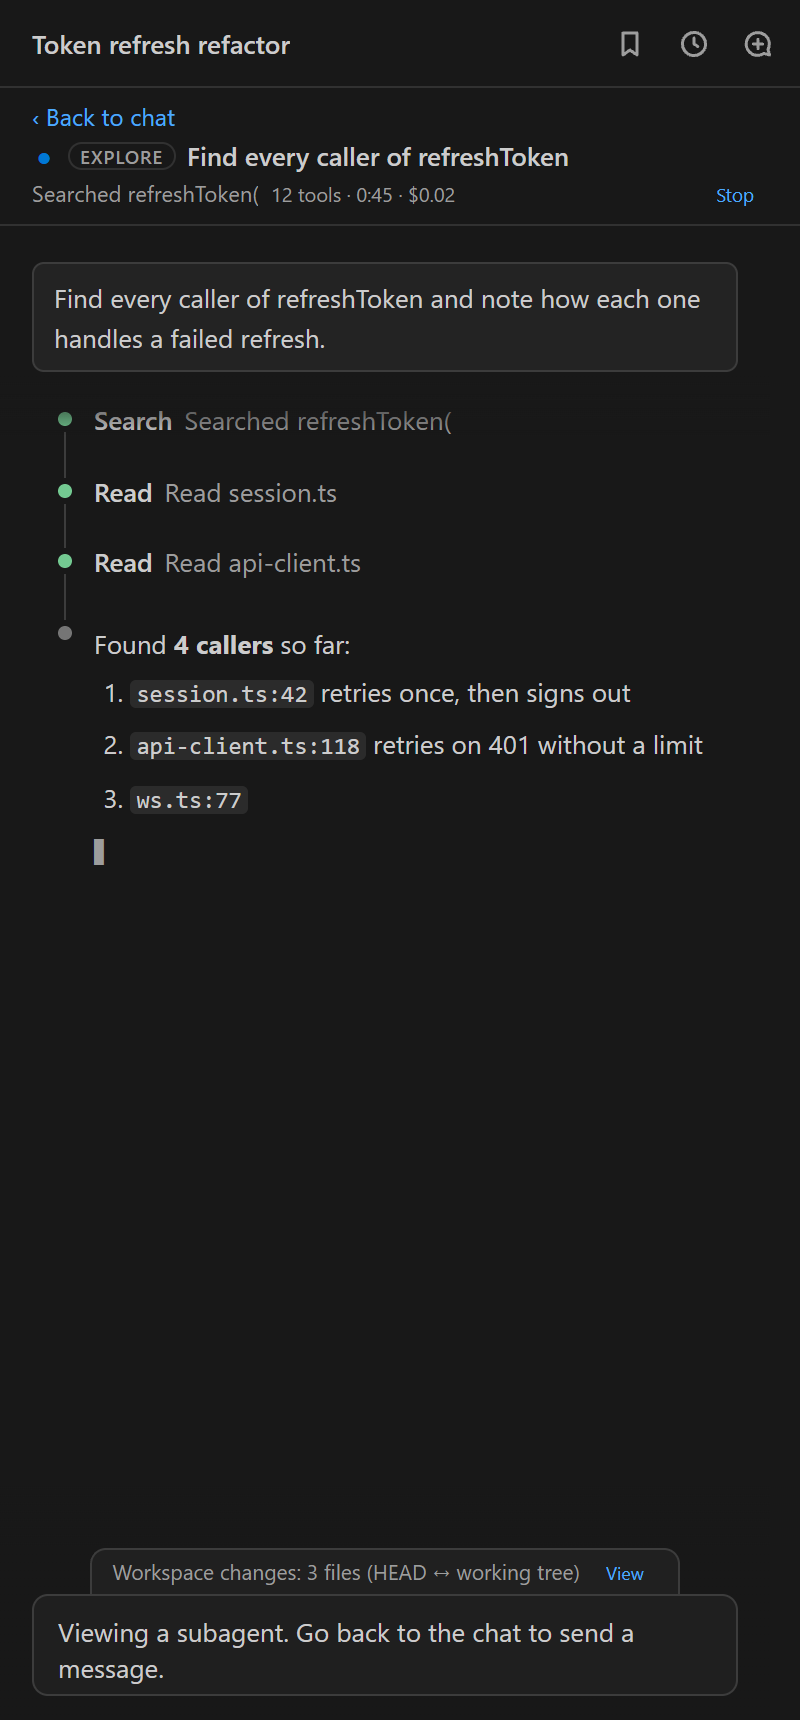 Token refresh refactor
‹ Back to chat
EXPLORE Find every caller of refreshToken
Searched refreshToken( 12 tools · 0:45 · $0.02 Stop
Find every caller of refreshToken and note how each one
handles a failed refresh.
Search Searched refreshToken(
Read Read session.ts
Read Read api-client.ts
Found 4 callers so far:
1. session.ts:42 retries once, then signs out
2. api-client.ts:118 retries on 401 without a limit
3. ws.ts:77
Workspace changes: 3 files (HEAD ↔ working tree) View
Viewing a subagent. Go back to the chat to send a
message.